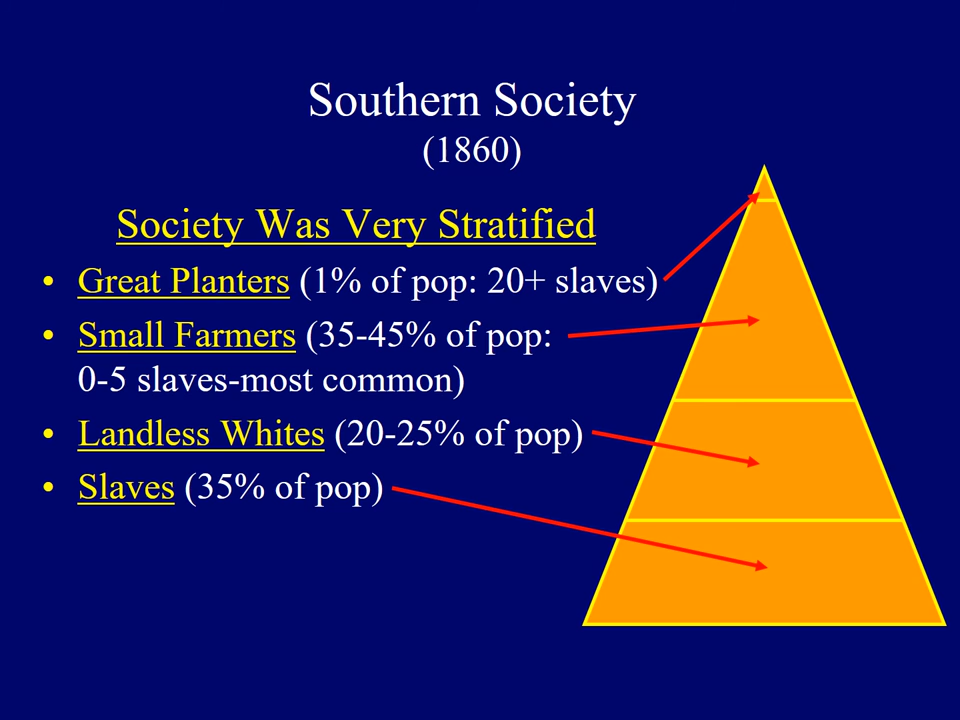 Southern Society
(1860)
Society Was Very Stratified
• Great Planters (1% of pop: 20+ slaves)
• Small Farmers (35-45% of pop:
0-5 slaves-most common)
• Landless Whites (20-25% of pop)
• Slaves (35% of pop)